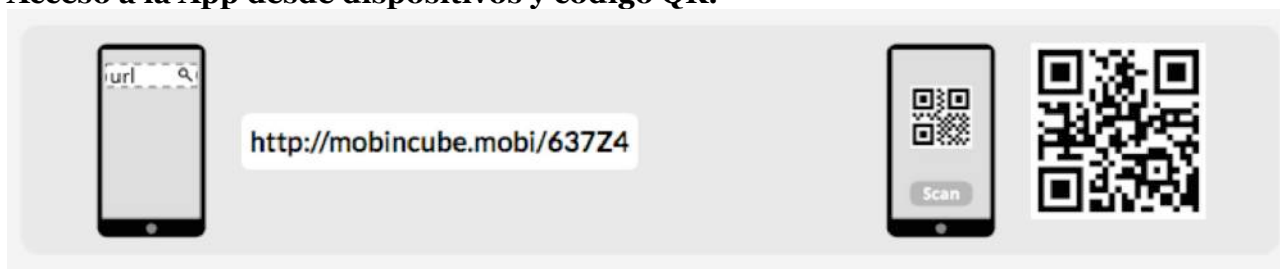 Acceso a la App desde dispositivos y código QR.
url
http://mobincube.mobi/637Z4
Scan